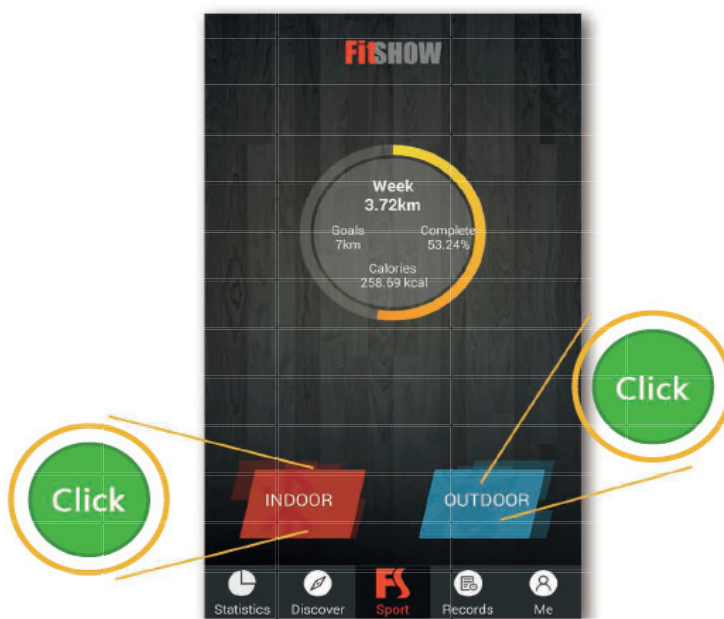 FitSHOW
Week
3.72km
Goals
7km
Complete
53.24%
Calories
258.69 kcal
Click
Click
INDOOR
OUTDOOR
FS
Statistics
Discover
Sport
Records
Me